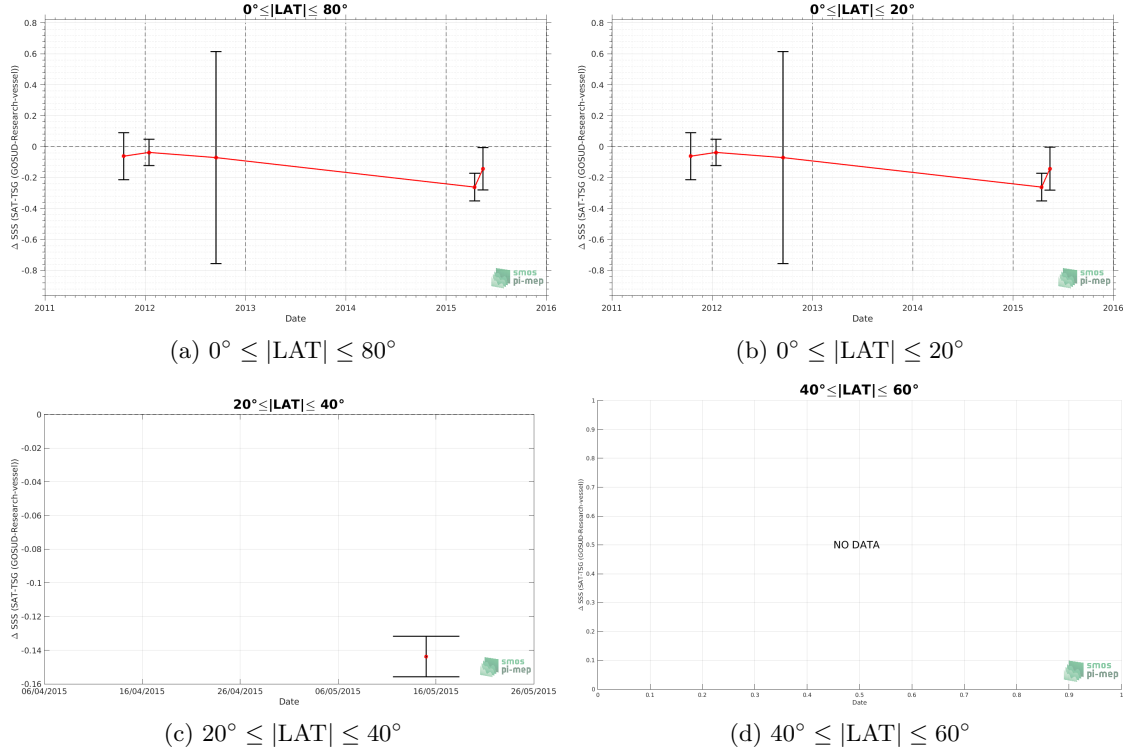 0°≤|LAT|≤ 80°
Δ SSS (SAT-TSG (GOSUD-Research-vessel))
0.8
0.6
0.4
0.2
0
-0.2
-0.4
-0.6
-0.8
2011 2012 2013 2014 2015 2016
Date
smos
pi-mep
(a) 0° ≤ |LAT| ≤ 80°
0°≤|LAT|≤ 20°
Δ SSS (SAT-TSG (GOSUD-Research-vessel))
0.8
0.6
0.4
0.2
0
-0.2
-0.4
-0.6
-0.8
2011 2012 2013 2014 2015 2016
Date
smos
pi-mep
(b) 0° ≤ |LAT| ≤ 20°
20°≤|LAT|≤ 40°
Δ SSS (SAT-TSG (GOSUD-Research-vessel))
0
-0.02
-0.04
-0.06
-0.08
-0.1
-0.12
-0.14
-0.16
06/04/2015 16/04/2015 26/04/2015 06/05/2015 16/05/2015 26/05/2015
Date
smos
pi-mep
(c) 20° ≤ |LAT| ≤ 40°
40°≤|LAT|≤ 60°
Δ SSS (SAT-TSG (GOSUD-Research-vessel))
1
0.9
0.8
0.7
0.6
0.5
0.4
0.3
0.2
0.1
0
NO DATA
0 0.1 0.2 0.3 0.4 0.5 0.6 0.7 0.8 0.9 1
Date
smos
pi-mep
(d) 40° ≤ |LAT| ≤ 60°